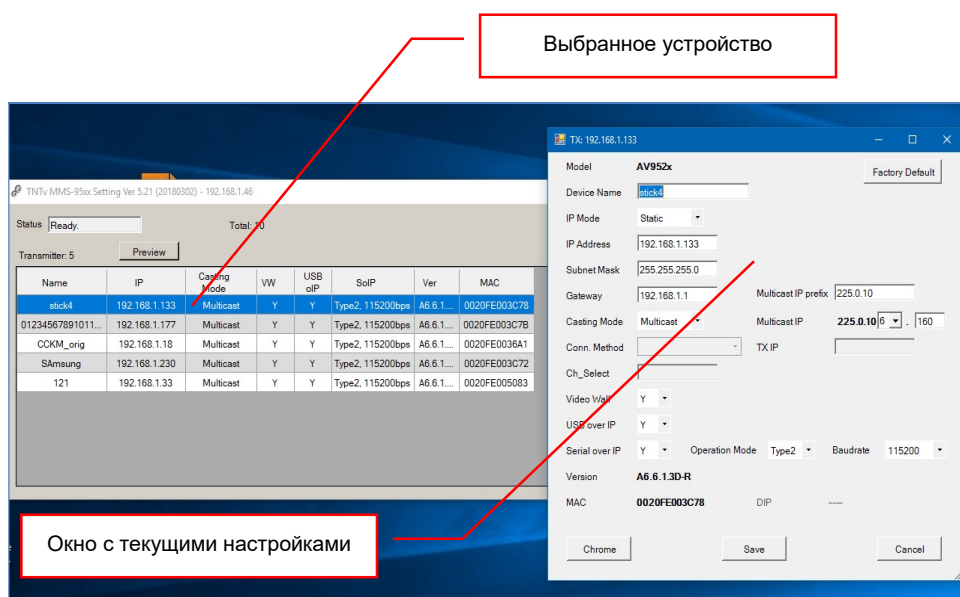 Выбранное устройство
TX: 192.168.1.133
Model AV952x Factory Default
Device Name stick4
IP Mode Static
IP Address 192.168.1.133
Subnet Mask 255.255.255.0
Gateway 192.168.1.1 Multicast IP prefix 225.0.10
Casting Mode Multicast Multicast IP 225.0.10 6 . 160
Conn. Method TX IP
Ch_Select
Video Wall Y
USB over IP Y
Serial over IP Y Operation Mode Type2 Baudrate 115200
Version A6.6.1.3D-R
MAC 0020FE003C78 DIP ----
Chrome Save Cancel
TNTv MMS-95xx Setting Ver 5.21 (20180302) - 192.168.1.46
Status Ready. Total: 10
Transmitter: 5 Preview
Name IP Casting Mode VW USB oIP SoIP Ver MAC
stick4 192.168.1.133 Multicast Y Y Type2, 115200bps A6.6.1.... 0020FE003C78
01234567891011... 192.168.1.177 Multicast Y Y Type2, 115200bps A6.6.1.... 0020FE003C7B
CCKM_orig 192.168.1.18 Multicast Y Y Type2, 115200bps A6.6.1.... 0020FE0036A1
SAmsung 192.168.1.230 Multicast Y Y Type2, 115200bps A6.6.1.... 0020FE003C72
121 192.168.1.33 Multicast Y Y Type2, 115200bps A6.6.1.... 0020FE005083
Окно с текущими настройками